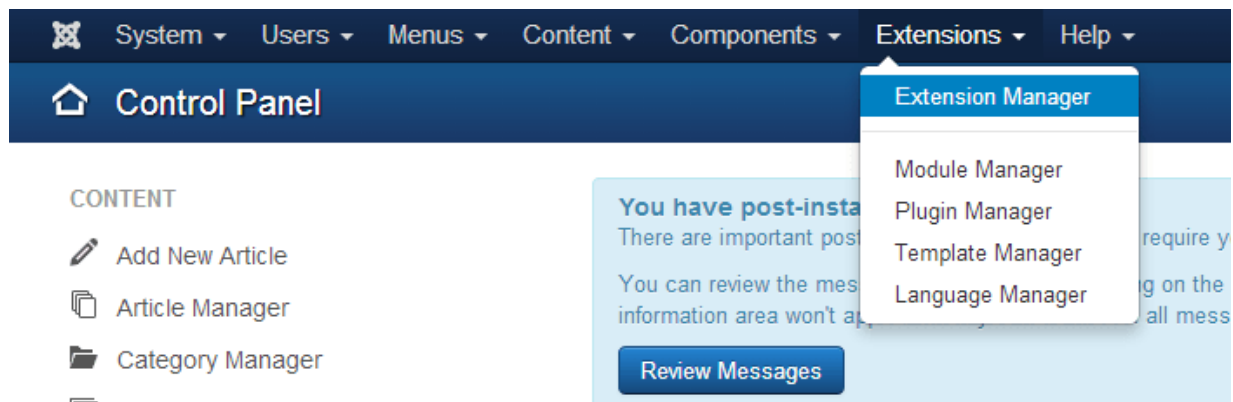 System Users Menus Content Components Extensions Help
Control Panel
Extension Manager
Module Manager
Plugin Manager
Template Manager
Language Manager
CONTENT
Add New Article
Article Manager
Category Manager
You have post-insta
There are important post require y
You can review the mes g on the
information area won't all mess
Review Messages